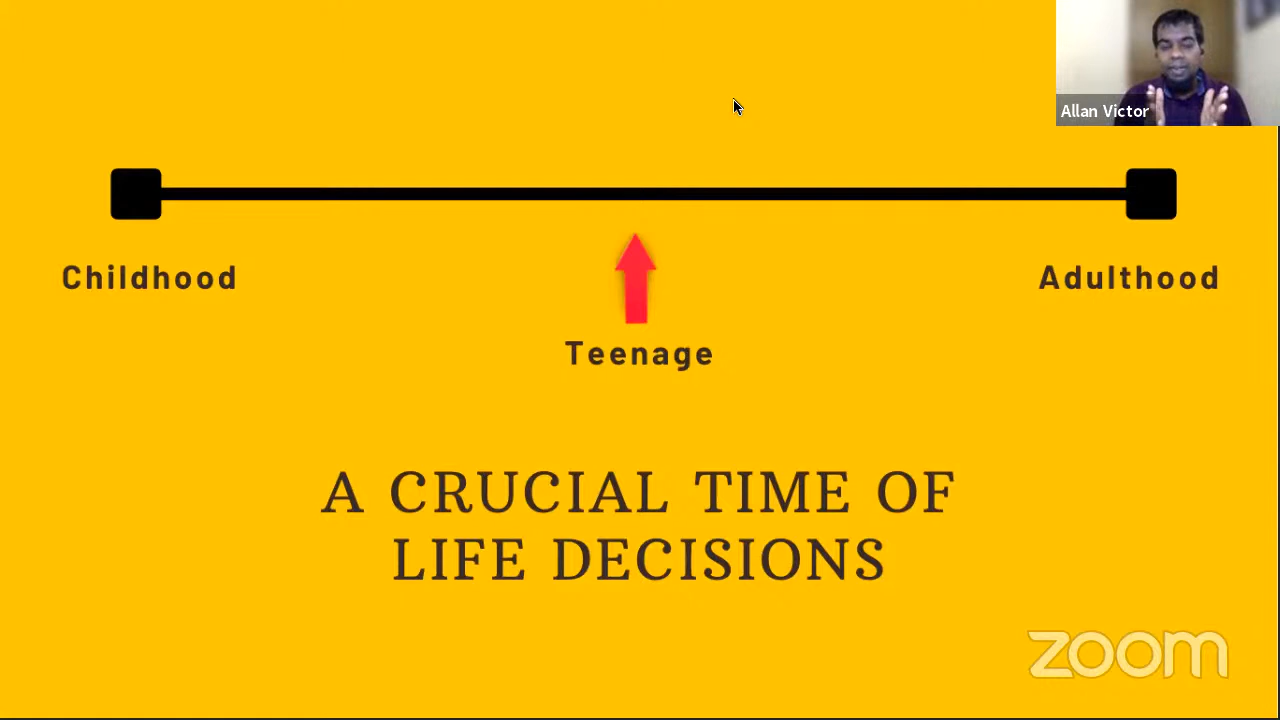 Allan Victor
Childhood
Adulthood
Teenage
A CRUCIAL TIME OF
LIFE DECISIONS
zoom